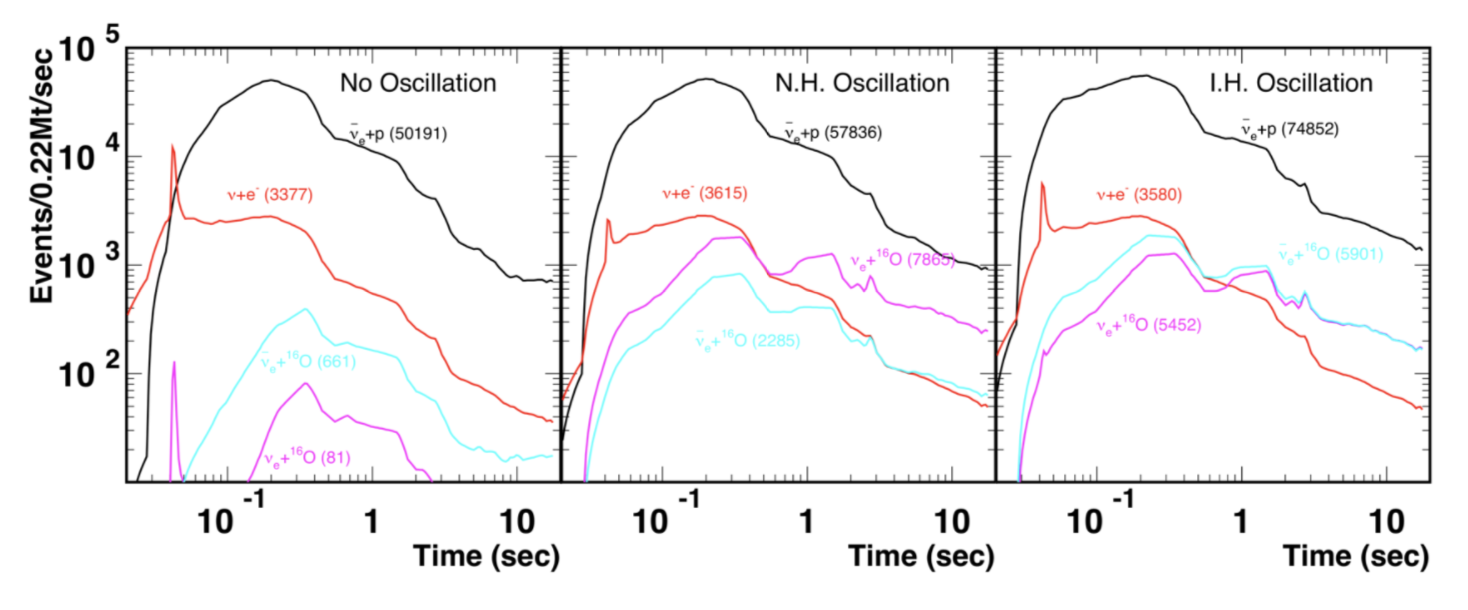 Events/0.22Mt/sec
10 5
10 4
10 3
10 2
No Oscillation
ν̄e+p (50191)
ν+e- (3377)
ν̄e+16O (661)
νe+16O (81)
10 -1
1
10
Time (sec)
N.H. Oscillation
ν̄e+p (57836)
ν+e- (3615)
νe+16O (7865)
ν̄e+16O (2285)
10 -1
1
10
Time (sec)
I.H. Oscillation
ν̄e+p (74852)
ν+e- (3580)
ν̄e+16O (5901)
νe+16O (5452)
10 -1
1
10
Time (sec)